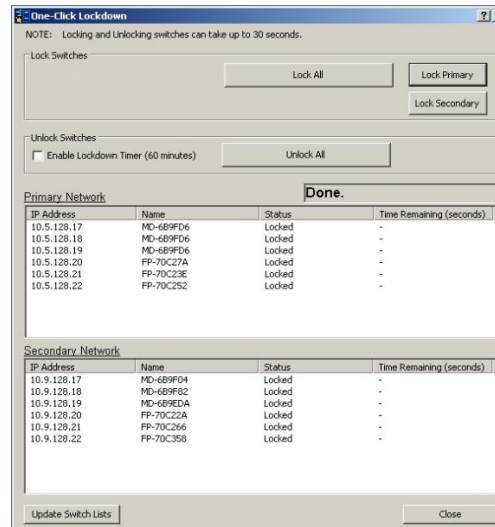 One-Click Lockdown
NOTE: Locking and Unlocking switches can take up to 30 seconds.
Lock Switches
Lock All
Lock Primary
Lock Secondary
Unlock Switches
Enable Lockdown Timer (60 minutes)
Unlock All
Done.
Primary Network
IP Address Name Status Time Remaining (seconds)
10.5.128.17 MD-6B9FD6 Locked -
10.5.128.18 MD-6B9FD6 Locked -
10.5.128.19 MD-6B9FD6 Locked -
10.5.128.20 FP-70C27A Locked -
10.5.128.21 FP-70C23E Locked -
10.5.128.22 FP-70C252 Locked -
Secondary Network
IP Address Name Status Time Remaining (seconds)
10.9.128.17 MD-6B9F04 Locked -
10.9.128.18 MD-6B9F82 Locked -
10.9.128.19 MD-6B9EDA Locked -
10.9.128.20 FP-70C22A Locked -
10.9.128.21 FP-70C266 Locked -
10.9.128.22 FP-70C358 Locked -
Update Switch Lists
Close